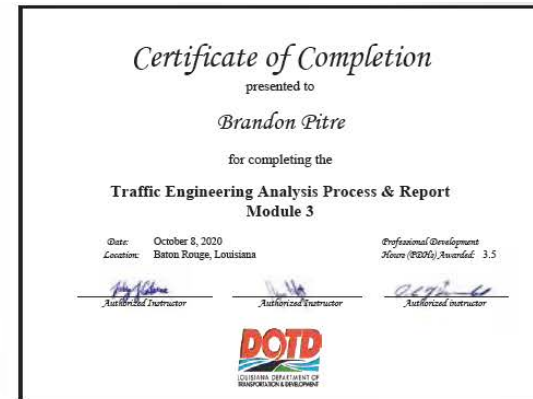 Certificate of Completion
presented to
Brandon Pitre
for completing the
Traffic Engineering Analysis Process & Report
Module 3
Date: October 8, 2020
Location: Baton Rouge, Louisiana
Professional Development
Hours (PDHs) Awarded: 3.5
Authorized Instructor
Authorized Instructor
Authorized instructor
DOTD
LOUISIANA DEPARTMENT OF
TRANSPORTATION & DEVELOPMENT